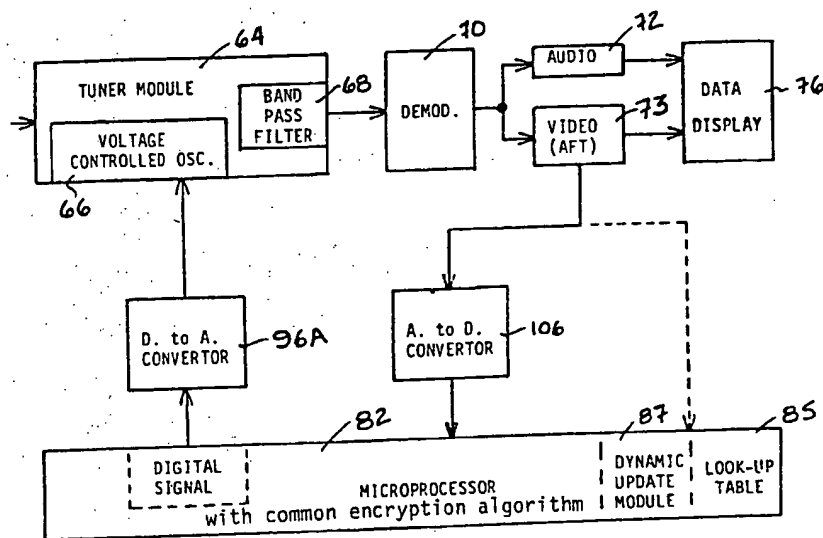 64
TUNER MODULE
68
BAND
PASS
FILTER
VOLTAGE
CONTROLLED OSC.
66
70
DEMOD.
72
AUDIO
73
VIDEO
(AFT)
DATA
DISPLAY
76
D. to A.
CONVERTOR
96A
A. to D.
CONVERTOR
106
82
87
85
DIGITAL
SIGNAL
MICROPROCESSOR
with common encryption algorithm
DYNAMIC
UPDATE
MODULE
LOOK-UP
TABLE